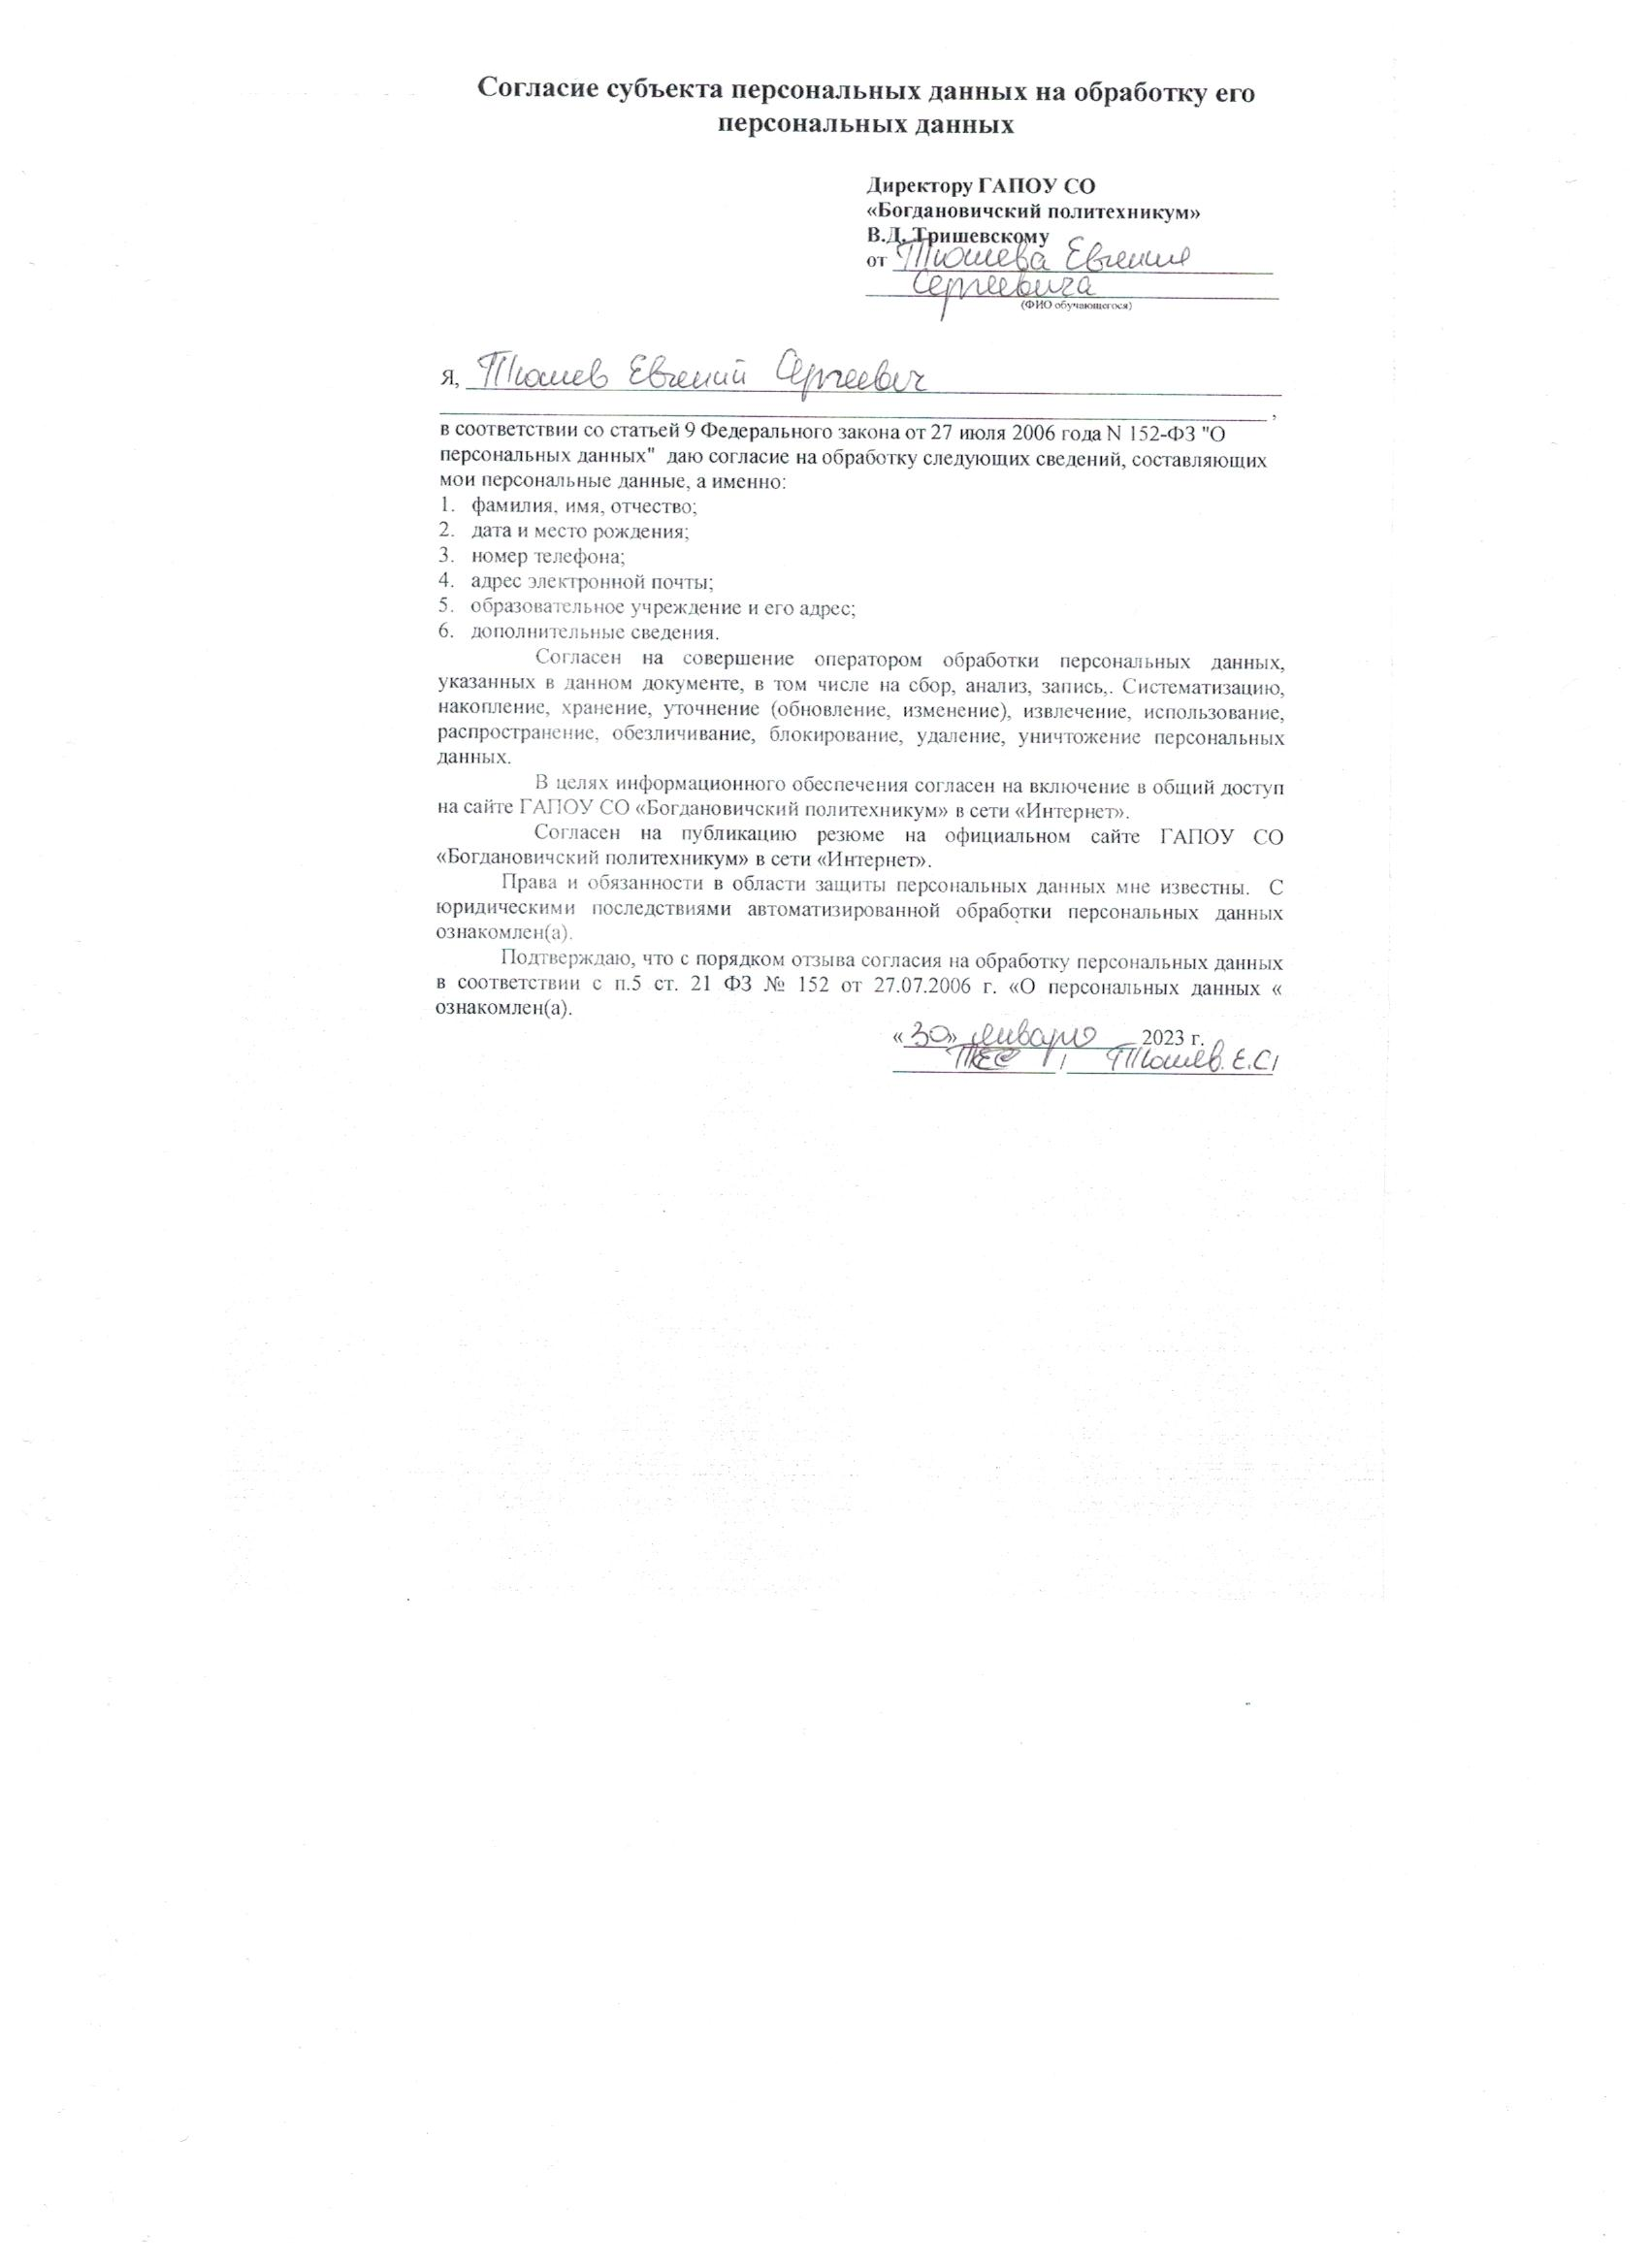 Согласие субъекта персональных данных на обработку его
персональных данных
Директору ГАПОУ СО
«Богдановичский политехникум»
В.Д. Тришевскому
от Тюшева Евгения
Сергеевича
(ФИО обучающегося)
Я, Тюшев Евгений Сергеевич
,
в соответствии со статьей 9 Федерального закона от 27 июля 2006 года N 152-ФЗ "О
персональных данных" даю согласие на обработку следующих сведений, составляющих
мои персональные данные, а именно:
1. фамилия, имя, отчество;
2. дата и место рождения;
3. номер телефона;
4. адрес электронной почты;
5. образовательное учреждение и его адрес;
6. дополнительные сведения.
Согласен на совершение оператором обработки персональных данных,
указанных в данном документе, в том числе на сбор, анализ, запись,. Систематизацию,
накопление, хранение, уточнение (обновление, изменение), извлечение, использование,
распространение, обезличивание, блокирование, удаление, уничтожение персональных
данных.
В целях информационного обеспечения согласен на включение в общий доступ
на сайте ГАПОУ СО «Богдановичский политехникум» в сети «Интернет».
Согласен на публикацию резюме на официальном сайте ГАПОУ СО
«Богдановичский политехникум» в сети «Интернет».
Права и обязанности в области защиты персональных данных мне известны. С
юридическими последствиями автоматизированной обработки персональных данных
ознакомлен(а).
Подтверждаю, что с порядком отзыва согласия на обработку персональных данных
в соответствии с п.5 ст. 21 ФЗ № 152 от 27.07.2006 г. «О персональных данных «
ознакомлен(а).
«30» января 2023 г.
ТЕС / Тюшев. Е.С/